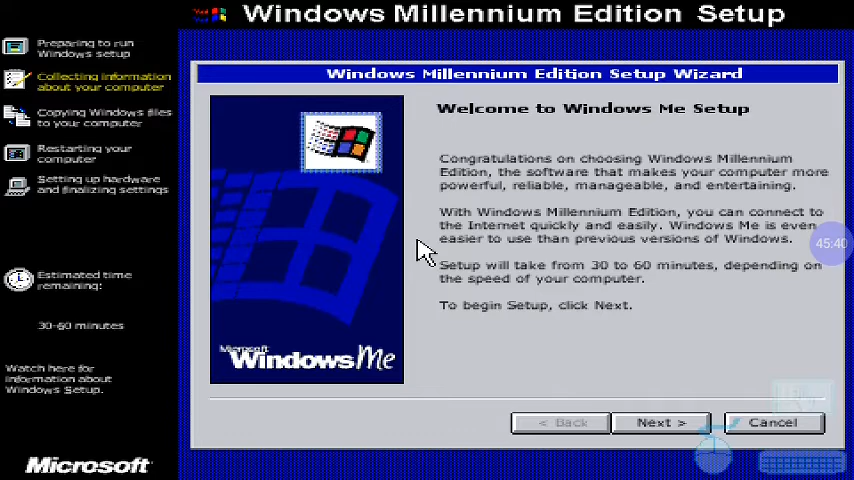 Windows Millennium Edition Setup
Preparing to run
Windows setup
Collecting information
about your computer
Copying Windows files
to your computer
Restarting your
computer
Setting up hardware
and finalizing settings
Estimated time
remaining:
30-60 minutes
Watch here for
information about
Windows Setup.
Microsoft
Windows Millennium Edition Setup Wizard
Microsoft
Windows Me
Welcome to Windows Me Setup
Congratulations on choosing Windows Millennium
Edition, the software that makes your computer more
powerful, reliable, manageable, and entertaining.
With Windows Millennium Edition, you can connect to
the Internet quickly and easily. Windows Me is even
easier to use than previous versions of Windows.
Setup will take from 30 to 60 minutes, depending on
the speed of your computer.
To begin Setup, click Next.
45:40
< Back
Next >
Cancel